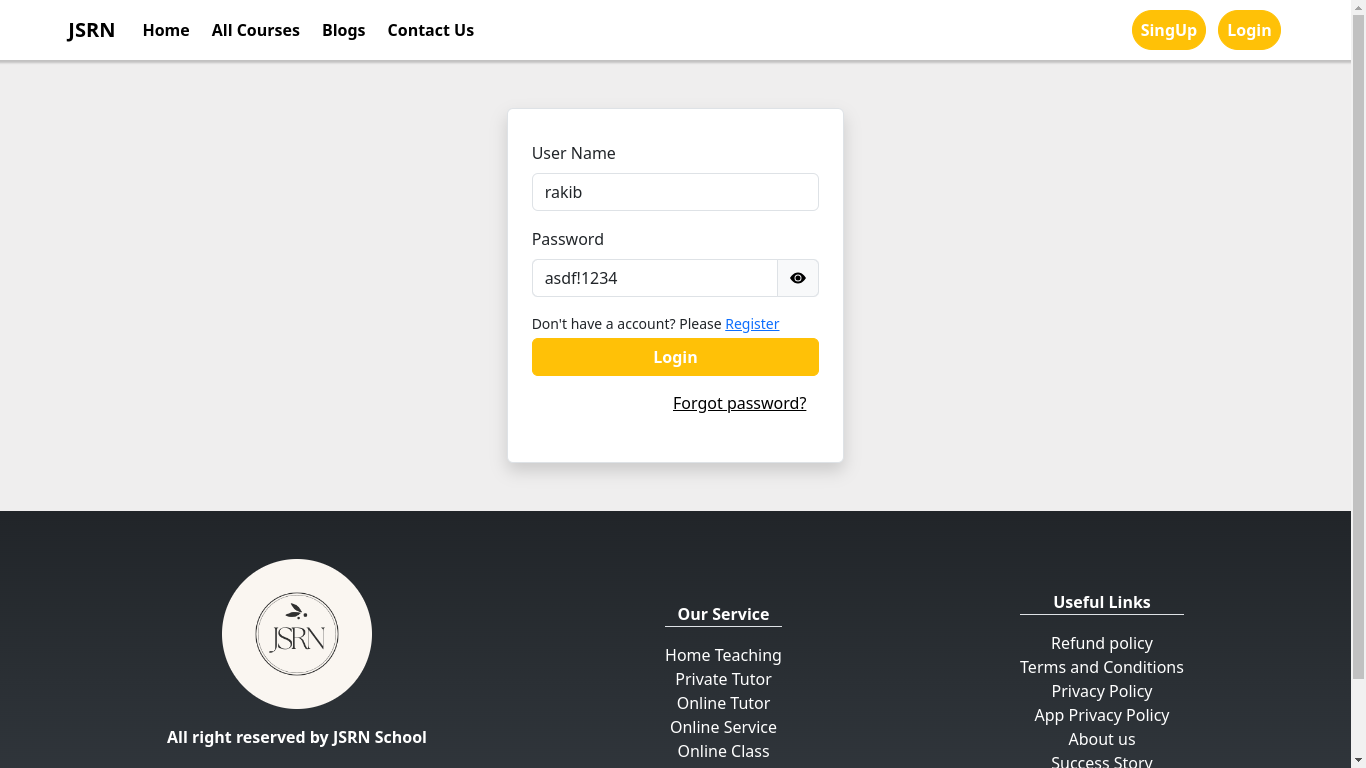 JSRN Home All Courses Blogs Contact Us SingUp Login
User Name
rakib
Password
asdf!1234
Don't have a account? Please Register
Login
Forgot password?
JSRN
All right reserved by JSRN School
Our Service
Home Teaching
Private Tutor
Online Tutor
Online Service
Online Class
Useful Links
Refund policy
Terms and Conditions
Privacy Policy
App Privacy Policy
About us
Success Story